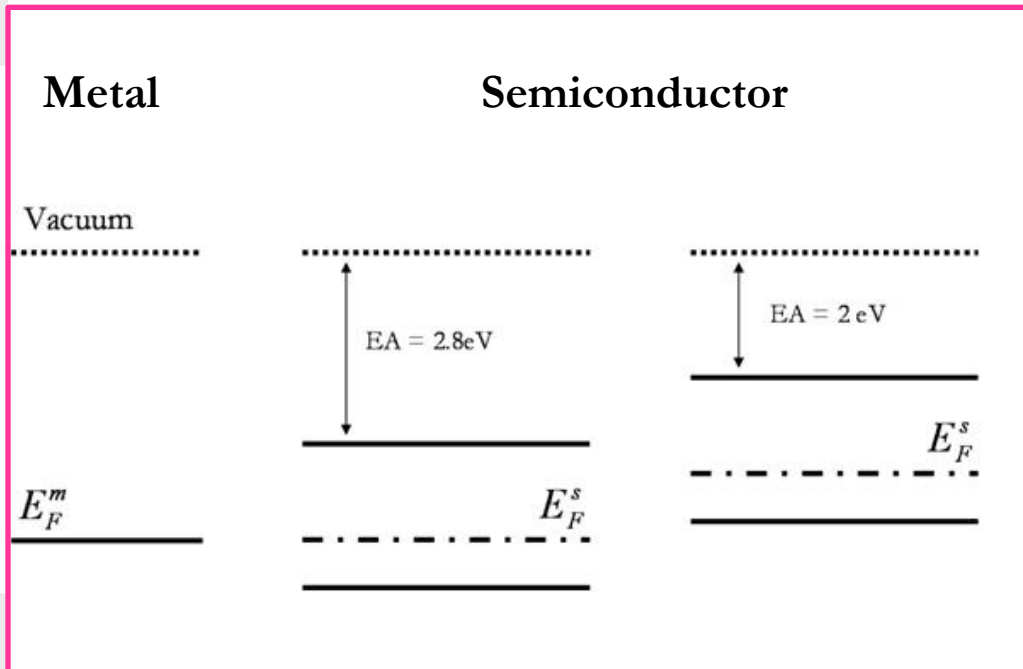 Metal
Semiconductor
Vacuum
EA = 2.8eV
EA = 2 eV
E_F^s
E_F^m
E_F^s